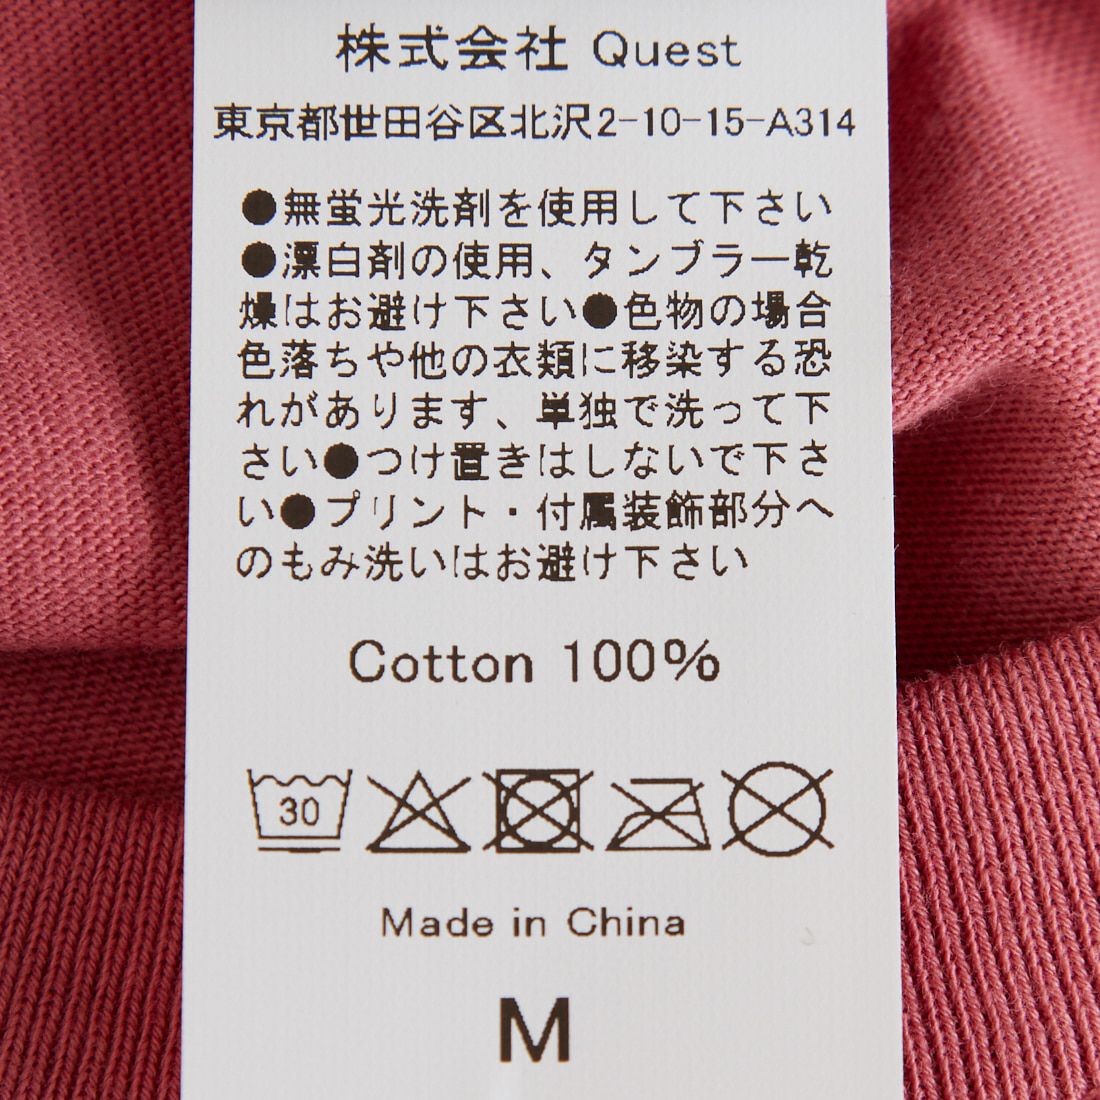 株式会社 Quest
東京都世田谷区北沢2-10-15-A314
●無蛍光洗剤を使用して下さい
●漂白剤の使用、タンブラー乾
燥はお避け下さい●色物の場合
色落ちや他の衣類に移染する恐
れがあります、単独で洗って下
さい●つけ置きはしないで下さ
い●プリント・付属装飾部分へ
のもみ洗いはお避け下さい
Cotton 100%
30
Made in China
M